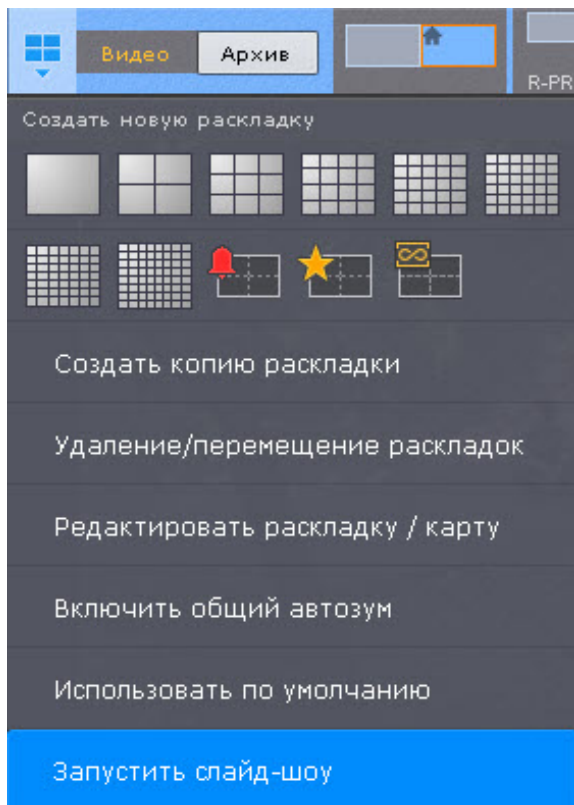 Видео Архив
R-PR
Создать новую раскладку
Создать копию раскладки
Удаление/перемещение раскладок
Редактировать раскладку / карту
Включить общий автозум
Использовать по умолчанию
Запустить слайд-шоу